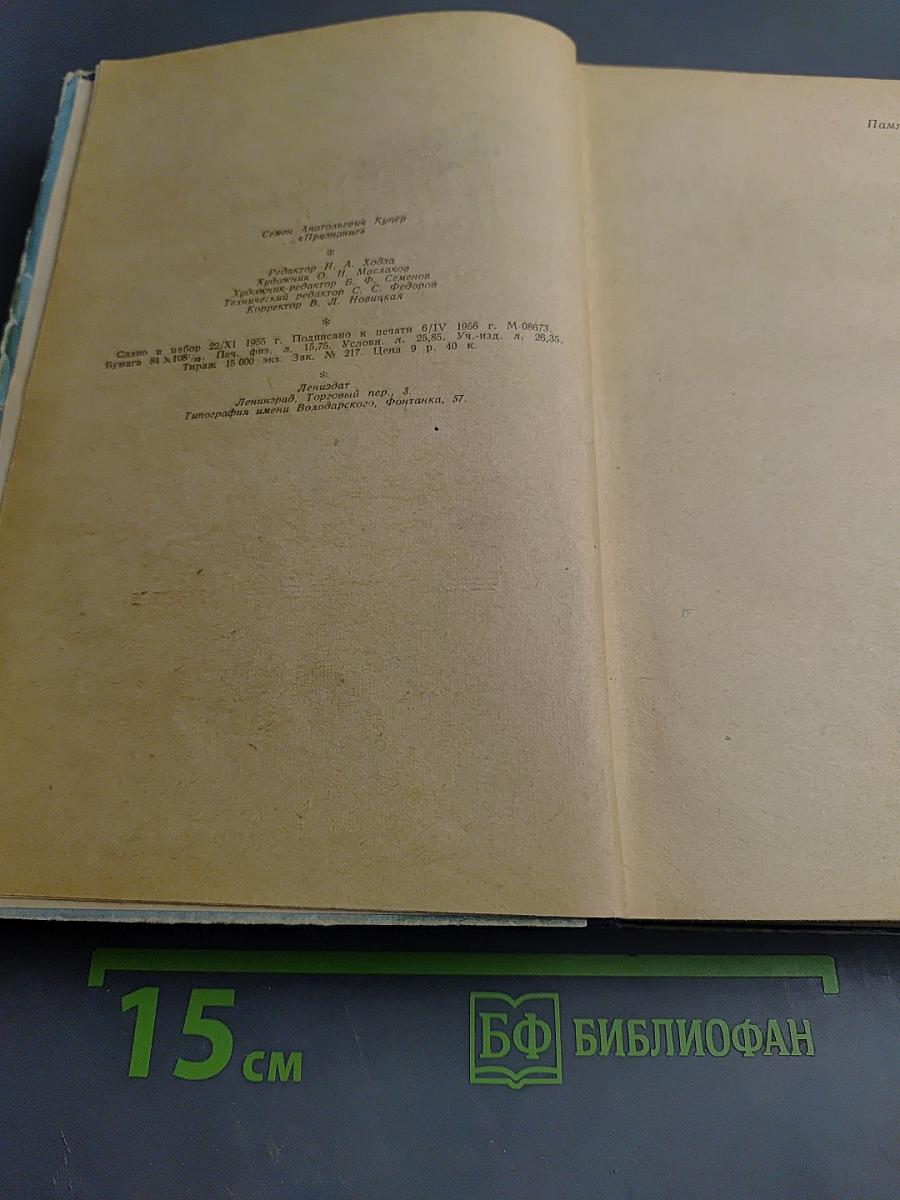 Семен Анатольевич Купер
«Признание»
*
Редактор Н. А. Ходза
Художник О. И. Маслаков
Художник-редактор В. Ф. Семенов
Технический редактор С. С. Федоров
Корректор В. Л. Новицкая
*
Сдано в набор 22/XI 1955 г. Подписано к печати 6/IV 1956 г. М-08673.
Бумага 84×108¹/₃₂. Печ. физ. л. 15,75. Условн. л. 25,85. Уч.-изд. л. 26,35.
Тираж 15 000 экз. Зак. № 217. Цена 9 р. 40 к.
*
Лениздат
Ленинград, Торговый пер., 3.
Типография имени Володарского, Фонтанка, 57.
Памя
15 см
БФ БИБЛИОФАН